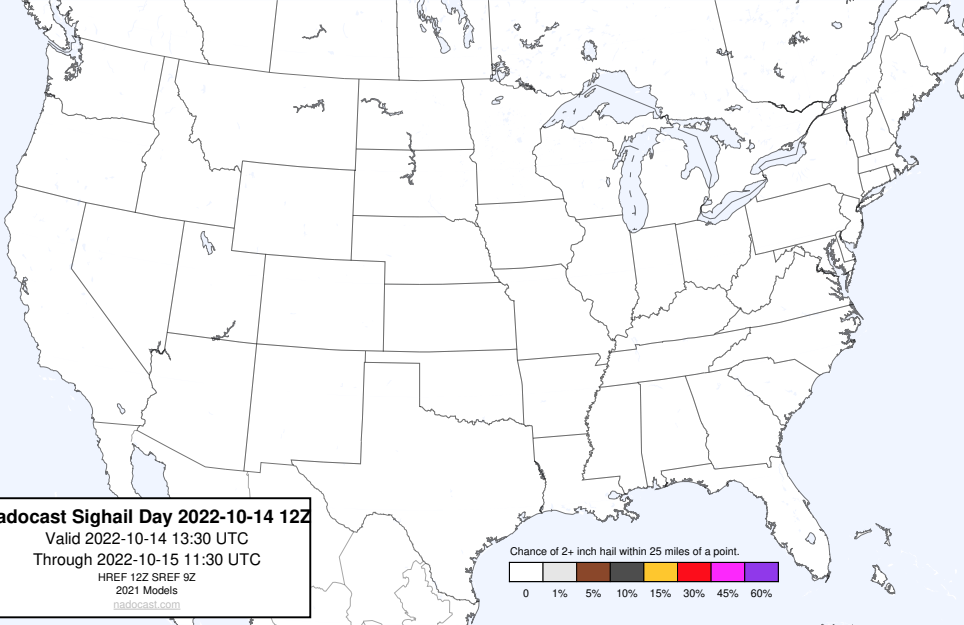 adocast Sighail Day 2022-10-14 12Z
Valid 2022-10-14 13:30 UTC
Through 2022-10-15 11:30 UTC
HREF 12Z SREF 9Z
2021 Models
nadocast.com
Chance of 2+ inch hail within 25 miles of a point.
0 1% 5% 10% 15% 30% 45% 60%